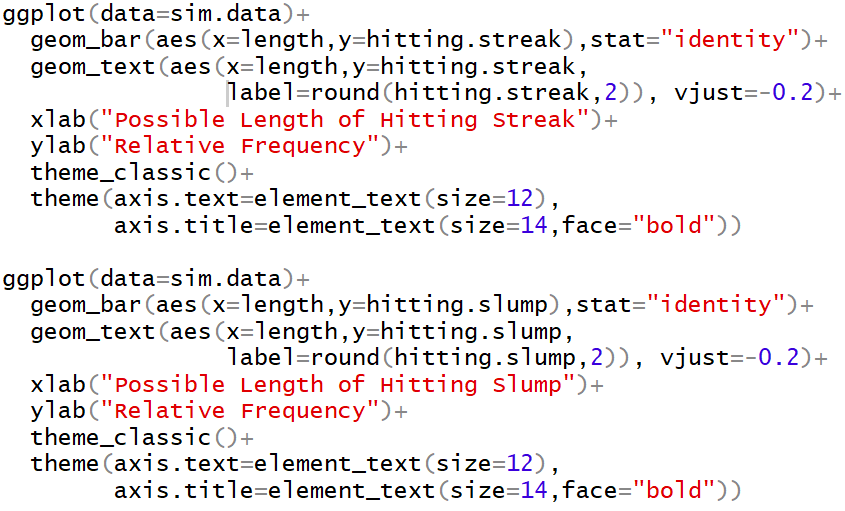 ggplot(data=sim.data)+
  geom_bar(aes(x=length,y=hitting.streak),stat="identity")+
  geom_text(aes(x=length,y=hitting.streak,
                label=round(hitting.streak,2)), vjust=-0.2)+
  xlab("Possible Length of Hitting Streak")+
  ylab("Relative Frequency")+
  theme_classic()+
  theme(axis.text=element_text(size=12),
        axis.title=element_text(size=14,face="bold"))

ggplot(data=sim.data)+
  geom_bar(aes(x=length,y=hitting.slump),stat="identity")+
  geom_text(aes(x=length,y=hitting.slump,
                label=round(hitting.slump,2)), vjust=-0.2)+
  xlab("Possible Length of Hitting Slump")+
  ylab("Relative Frequency")+
  theme_classic()+
  theme(axis.text=element_text(size=12),
        axis.title=element_text(size=14,face="bold"))